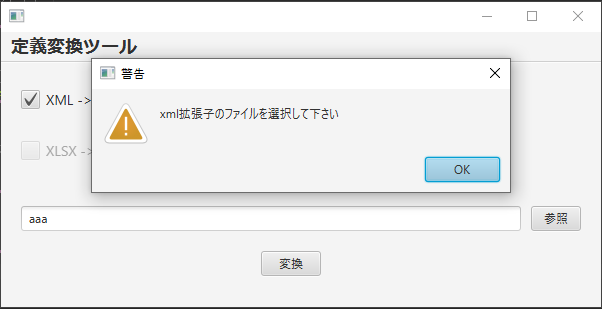 定義変換ツール
警告
XML ->
xml拡張子のファイルを選択して下さい
XLSX ->
OK
aaa
参照
変換